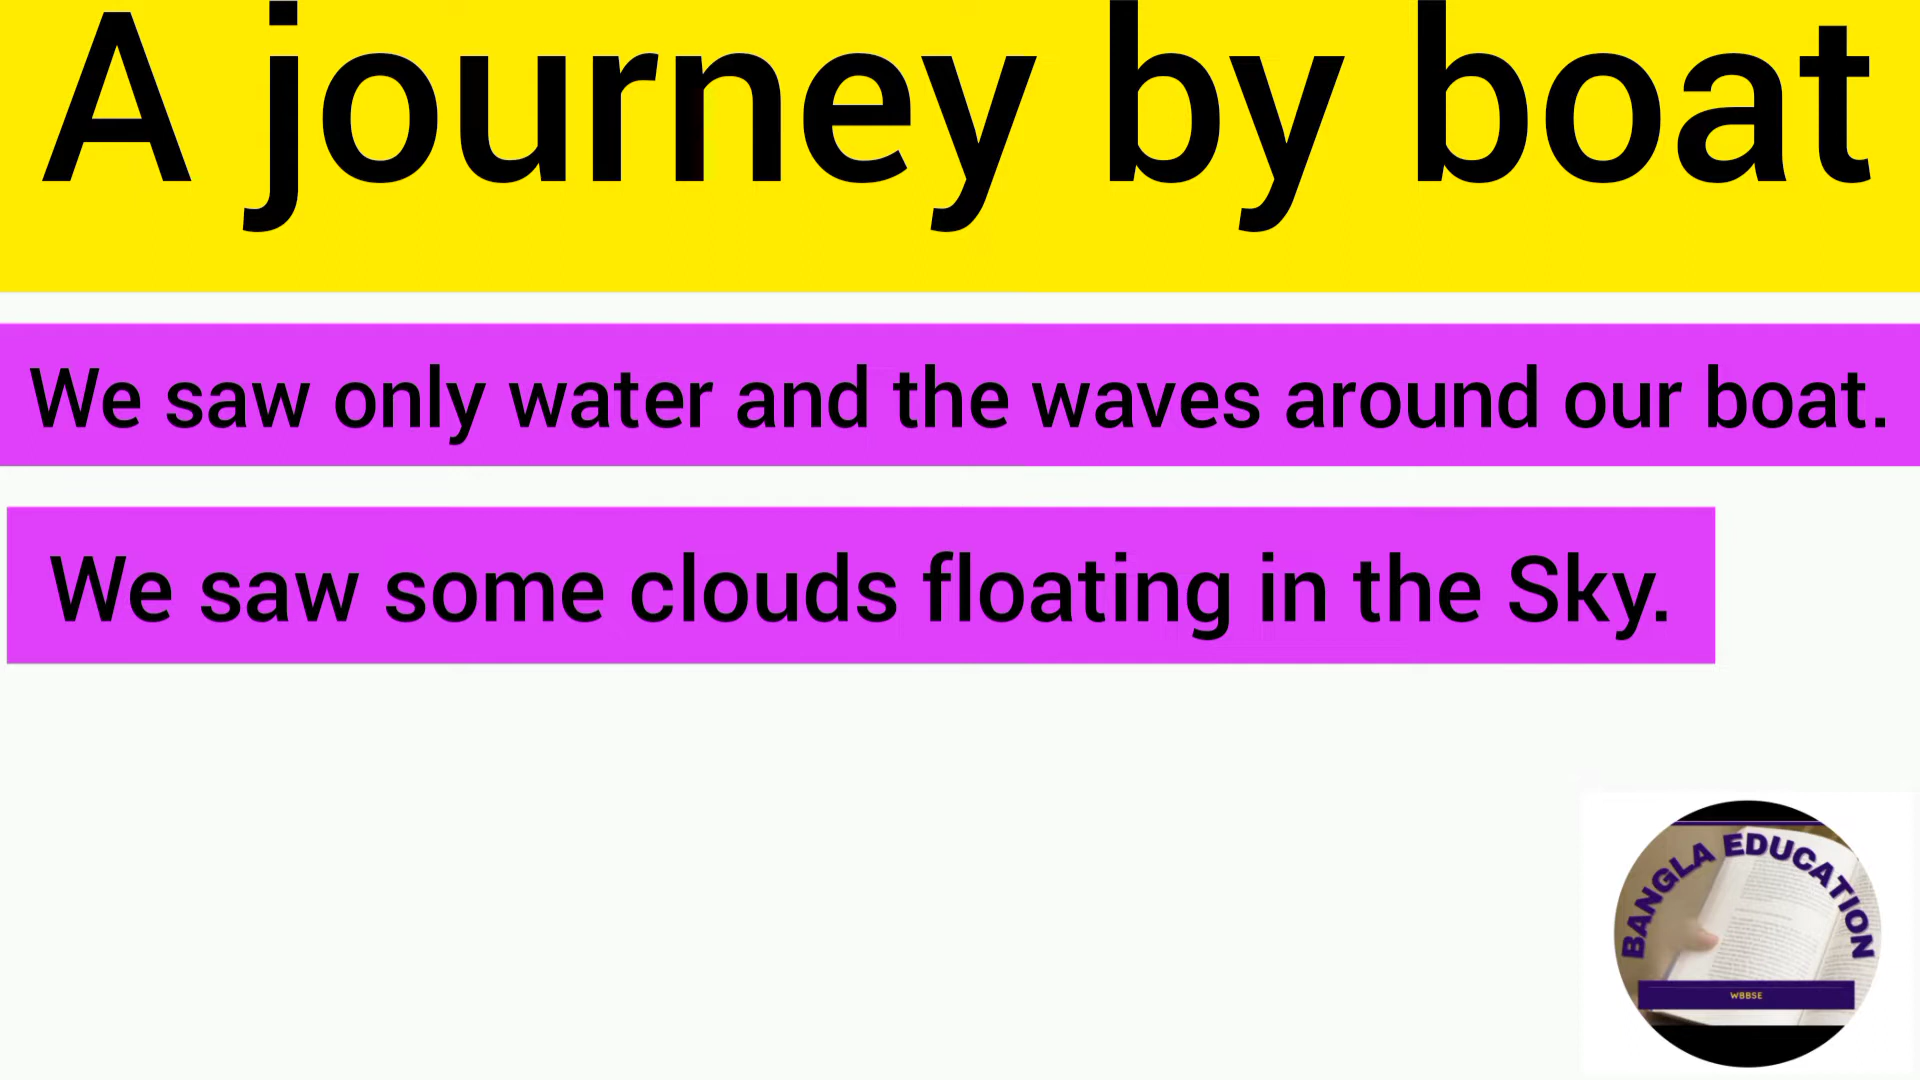 A journey by boat
We saw only water and the waves around our boat.
We saw some clouds floating in the Sky.
BANGLA EDUCATION
WBBSE